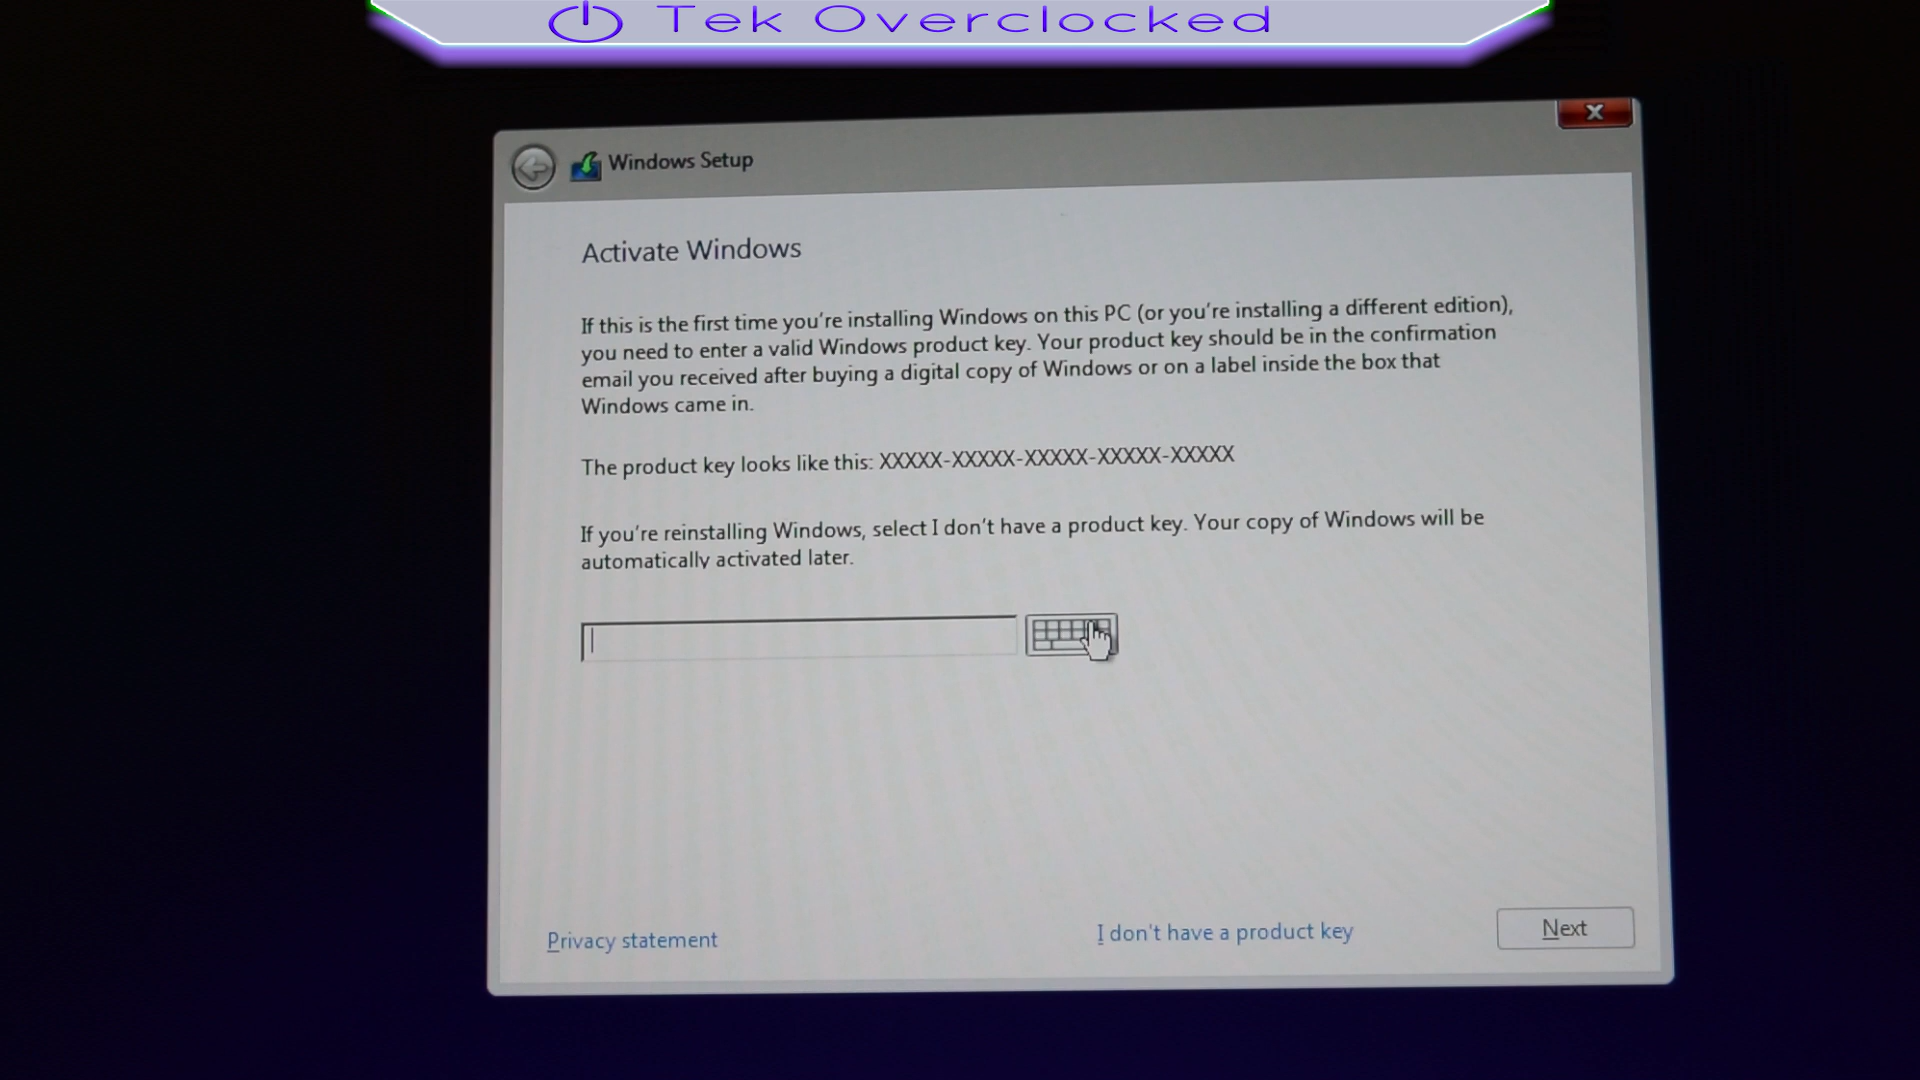 Tek Overclocked
Windows Setup
Activate Windows
If this is the first time you're installing Windows on this PC (or you're installing a different edition),
you need to enter a valid Windows product key. Your product key should be in the confirmation
email you received after buying a digital copy of Windows or on a label inside the box that
Windows came in.
The product key looks like this: XXXXX-XXXXX-XXXXX-XXXXX-XXXXX
If you're reinstalling Windows, select I don't have a product key. Your copy of Windows will be
automatically activated later.
Privacy statement
I don't have a product key
Next